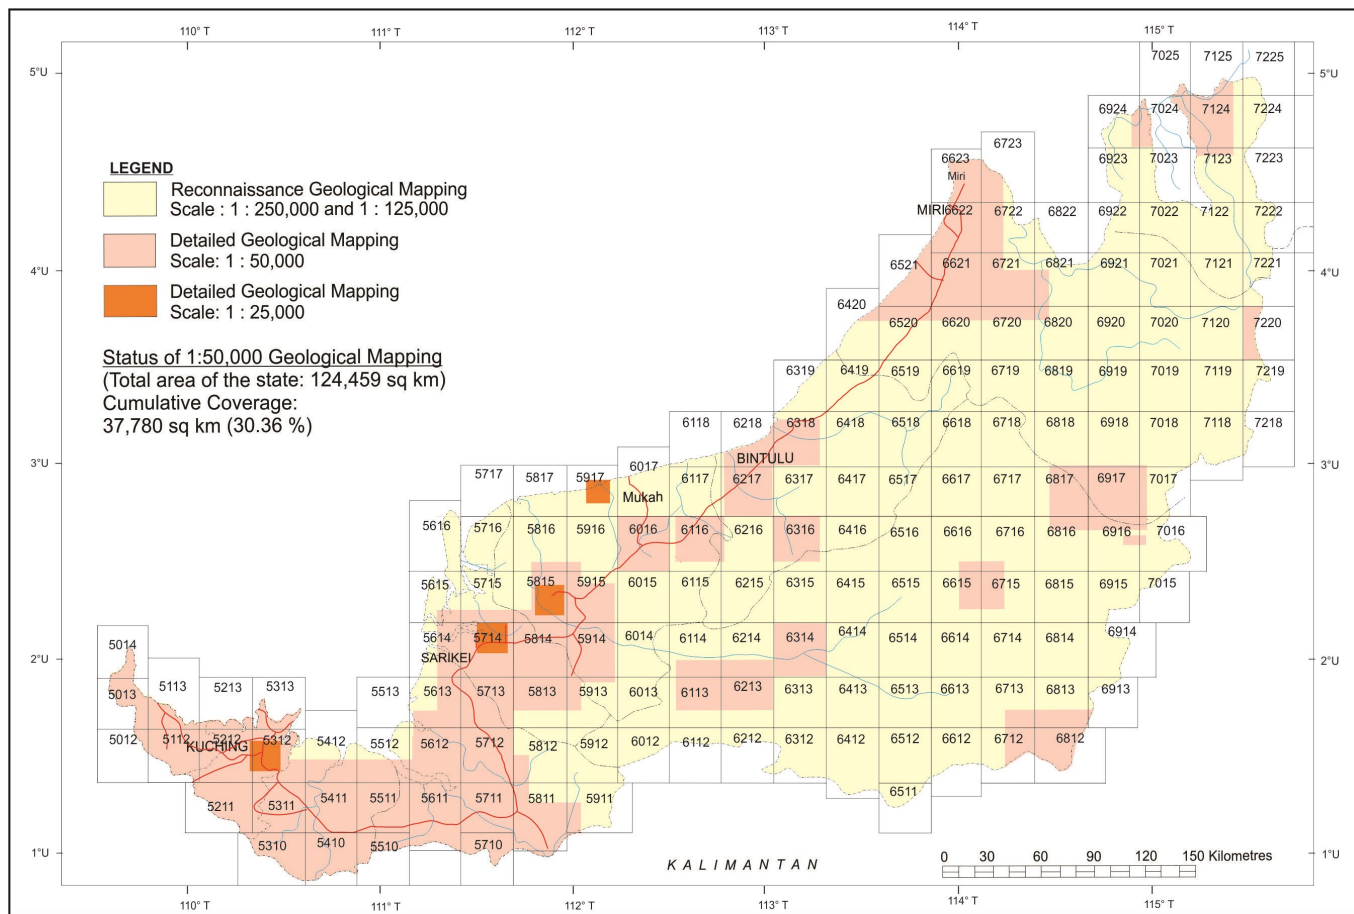 110° T 111° T 112° T 113° T 114° T 115° T
7025 7125 7225
5°U 5°U
6924 7024 7124 7224
6723
6623 6923 7023 7123 7223
Miri
LEGEND
Reconnaissance Geological Mapping
Scale : 1 : 250,000 and 1 : 125,000
MIRI 6622 6722 6822 6922 7022 7122 7222
Detailed Geological Mapping
Scale: 1 : 50,000
6521 6621 6721 6821 6921 7021 7121 7221
4°U 4°U
Detailed Geological Mapping
Scale: 1 : 25,000
6420
6520 6620 6720 6820 6920 7020 7120 7220
Status of 1:50,000 Geological Mapping
(Total area of the state: 124,459 sq km)
Cumulative Coverage:
37,780 sq km (30.36 %)
6319 6419 6519 6619 6719 6819 6919 7019 7119 7219
6118 6218 6318 6418 6518 6618 6718 6818 6918 7018 7118 7218
BINTULU
3°U 3°U
5717 5817 5917 6017 6117 6217 6317 6417 6517 6617 6717 6817 6917 7017
Mukah
5616 5716 5816 5916 6016 6116 6216 6316 6416 6516 6616 6716 6816 6916 7016
5615 5715 5815 5915 6015 6115 6215 6315 6415 6515 6615 6715 6815 6915 7015
5014 5614 5714 5814 5914 6014 6114 6214 6314 6414 6514 6614 6714 6814 6914
SARIKEI
2°U 2°U
5013 5113 5213 5313 5513 5613 5713 5813 5913 6013 6113 6213 6313 6413 6513 6613 6713 6813 6913
5012 5112 5212 5312 5412 5512 5612 5712 5812 5912 6012 6112 6212 6312 6412 6512 6612 6712 6812
KUCHING
5211 5311 5411 5511 5611 5711 5811 5911 6511
5310 5410 5510 5710
1°U 1°U
KALIMANTAN
0 30 60 90 120 150 Kilometres
110° T 111° T 112° T 113° T 114° T 115° T